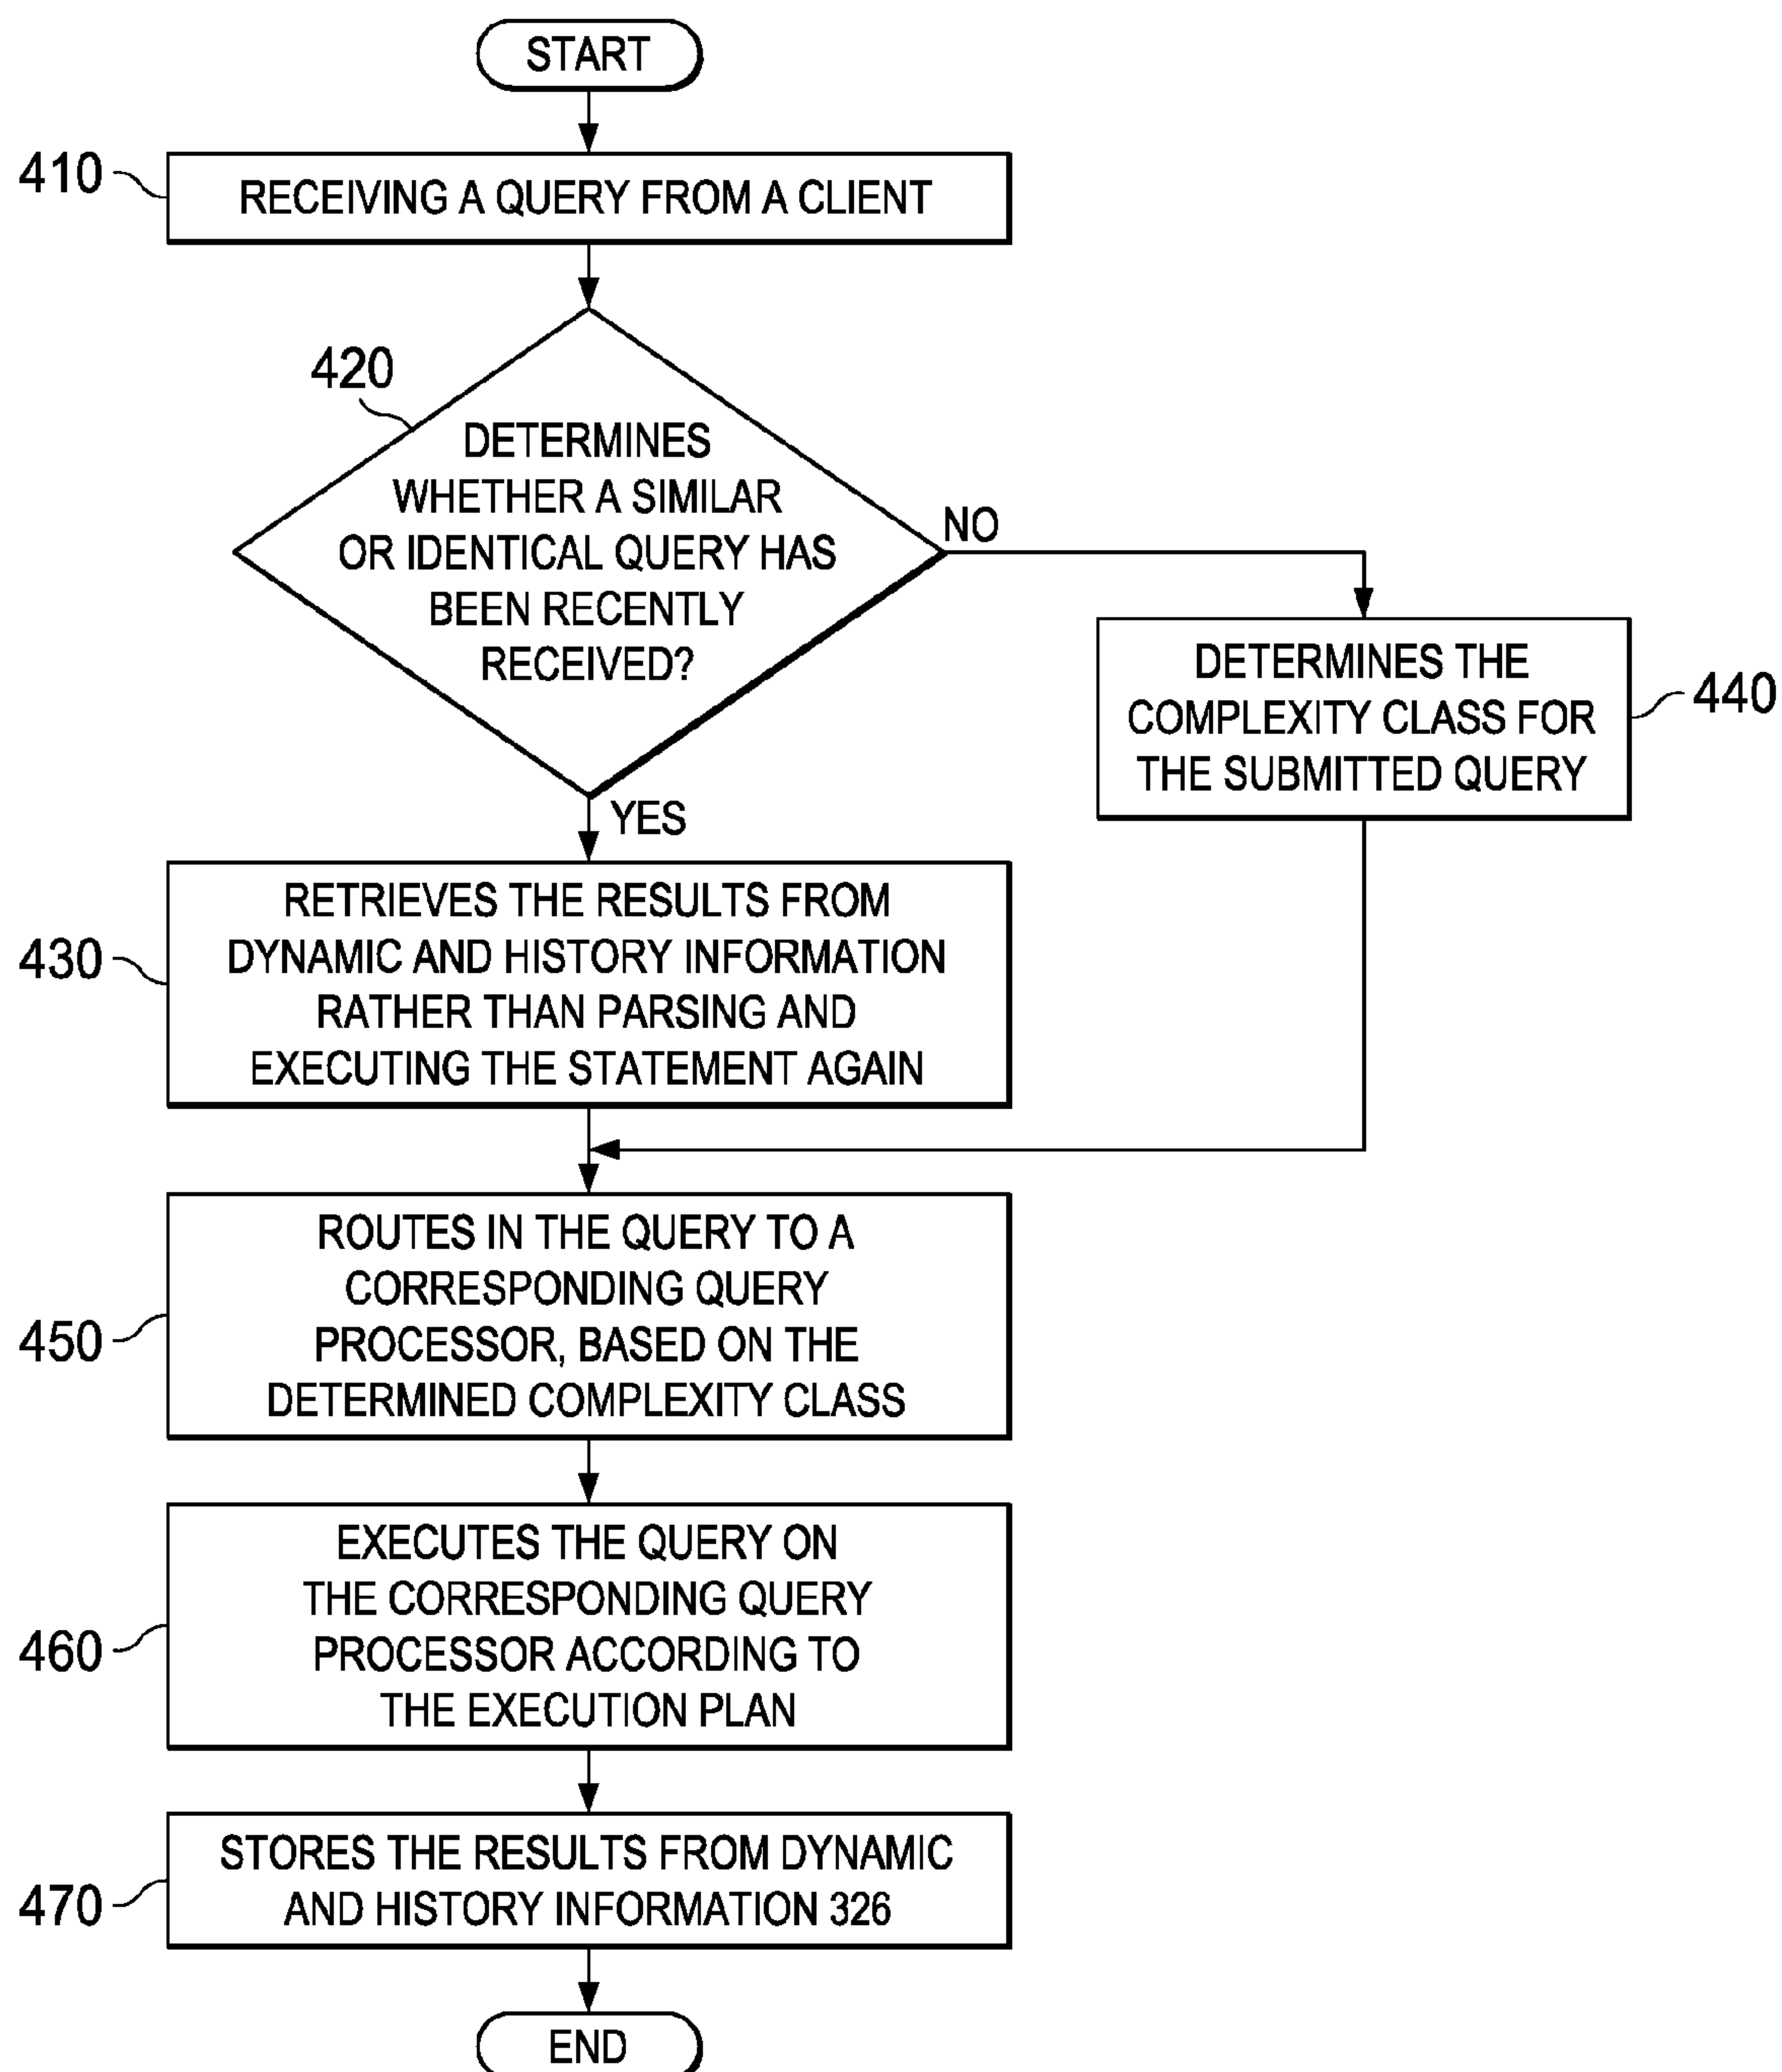 START
410
RECEIVING A QUERY FROM A CLIENT
420
DETERMINES
WHETHER A SIMILAR
OR IDENTICAL QUERY HAS
BEEN RECENTLY
RECEIVED?
NO
DETERMINES THE
COMPLEXITY CLASS FOR
THE SUBMITTED QUERY
440
YES
430
RETRIEVES THE RESULTS FROM
DYNAMIC AND HISTORY INFORMATION
RATHER THAN PARSING AND
EXECUTING THE STATEMENT AGAIN
450
ROUTES IN THE QUERY TO A
CORRESPONDING QUERY
PROCESSOR, BASED ON THE
DETERMINED COMPLEXITY CLASS
460
EXECUTES THE QUERY ON
THE CORRESPONDING QUERY
PROCESSOR ACCORDING TO
THE EXECUTION PLAN
470
STORES THE RESULTS FROM DYNAMIC
AND HISTORY INFORMATION 326
END